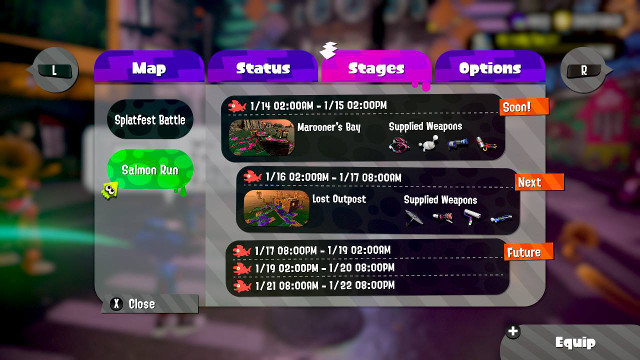 L
Map
Status
Stages
Options
R
Splatfest Battle
Salmon Run
1/14 02:00AM - 1/15 02:00PM
Soon!
Marooner's Bay
Supplied Weapons
1/16 02:00AM - 1/17 08:00AM
Next
Lost Outpost
Supplied Weapons
1/17 08:00PM - 1/19 02:00AM
Future
1/19 02:00PM - 1/20 08:00PM
1/21 08:00AM - 1/22 08:00PM
X Close
+
Equip